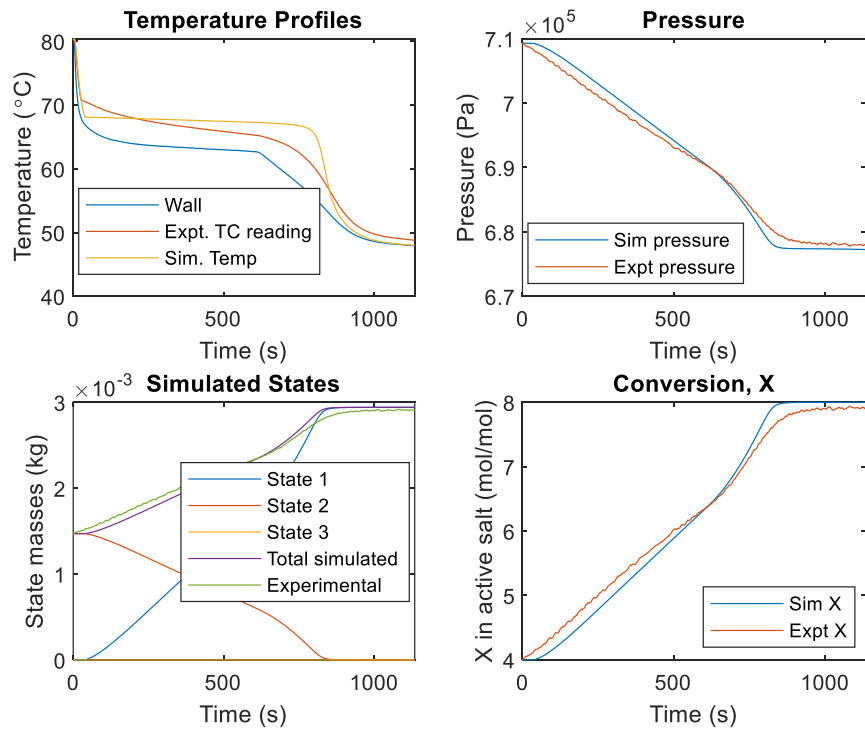 Temperature Profiles
80
70
60
50
40
Temperature (°C)
Wall
Expt. TC reading
Sim. Temp
0
500
1000
Time (s)
Pressure
×10⁵
7.1
7
6.9
6.8
6.7
Pressure (Pa)
Sim pressure
Expt pressure
0
500
1000
Time (s)
Simulated States
×10⁻³
3
2
1
0
State masses (kg)
State 1
State 2
State 3
Total simulated
Experimental
0
500
1000
Time (s)
Conversion, X
8
7
6
5
4
X in active salt (mol/mol)
Sim X
Expt X
0
500
1000
Time (s)